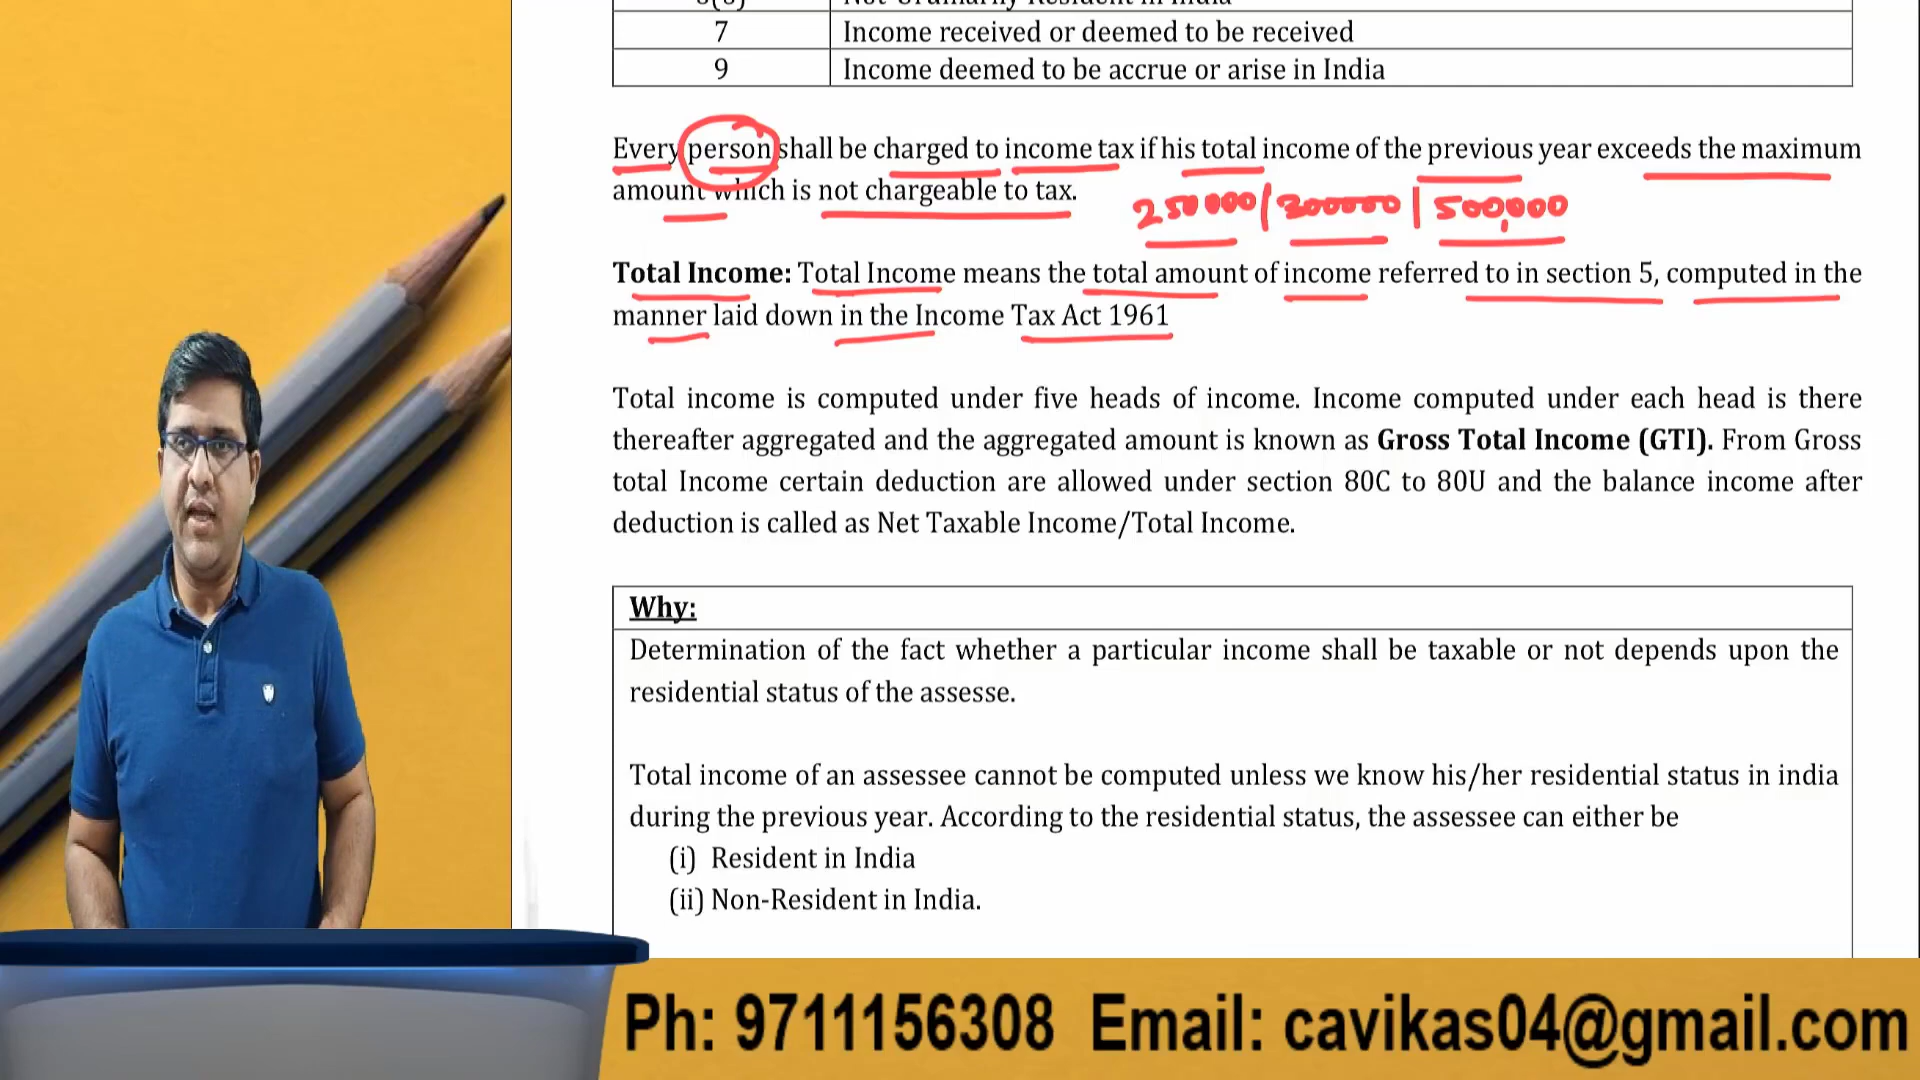 Not Ordinarily Resident in India
7 Income received or deemed to be received
9 Income deemed to be accrue or arise in India
Every person shall be charged to income tax if his total income of the previous year exceeds the maximum
amount which is not chargeable to tax.
250000/300000 | 500,000
Total Income: Total Income means the total amount of income referred to in section 5, computed in the
manner laid down in the Income Tax Act 1961
Total income is computed under five heads of income. Income computed under each head is there
thereafter aggregated and the aggregated amount is known as Gross Total Income (GTI). From Gross
total Income certain deduction are allowed under section 80C to 80U and the balance income after
deduction is called as Net Taxable Income/Total Income.
Why:
Determination of the fact whether a particular income shall be taxable or not depends upon the
residential status of the assesse.
Total income of an assessee cannot be computed unless we know his/her residential status in india
during the previous year. According to the residential status, the assessee can either be
(i) Resident in India
(ii) Non-Resident in India.
Ph: 9711156308 Email: cavikas04@gmail.com